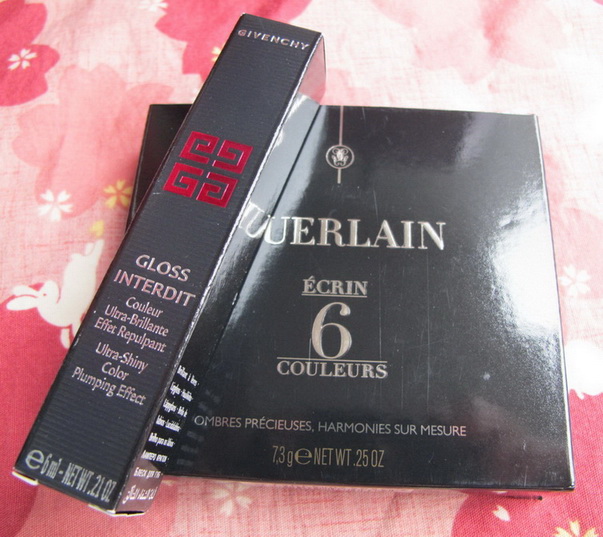 GIVENCHY
GLOSS
INTERDIT
Couleur
Ultra-Brillante
Effet Repulpant
Ultra-Shiny
Color
Plumping Effect
℮ 6 ml - NET WT. .21 OZ
GUERLAIN
ÉCRIN
6
COULEURS
OMBRES PRÉCIEUSES, HARMONIES SUR MESURE
7,3 g ℮ NET WT .25 OZ